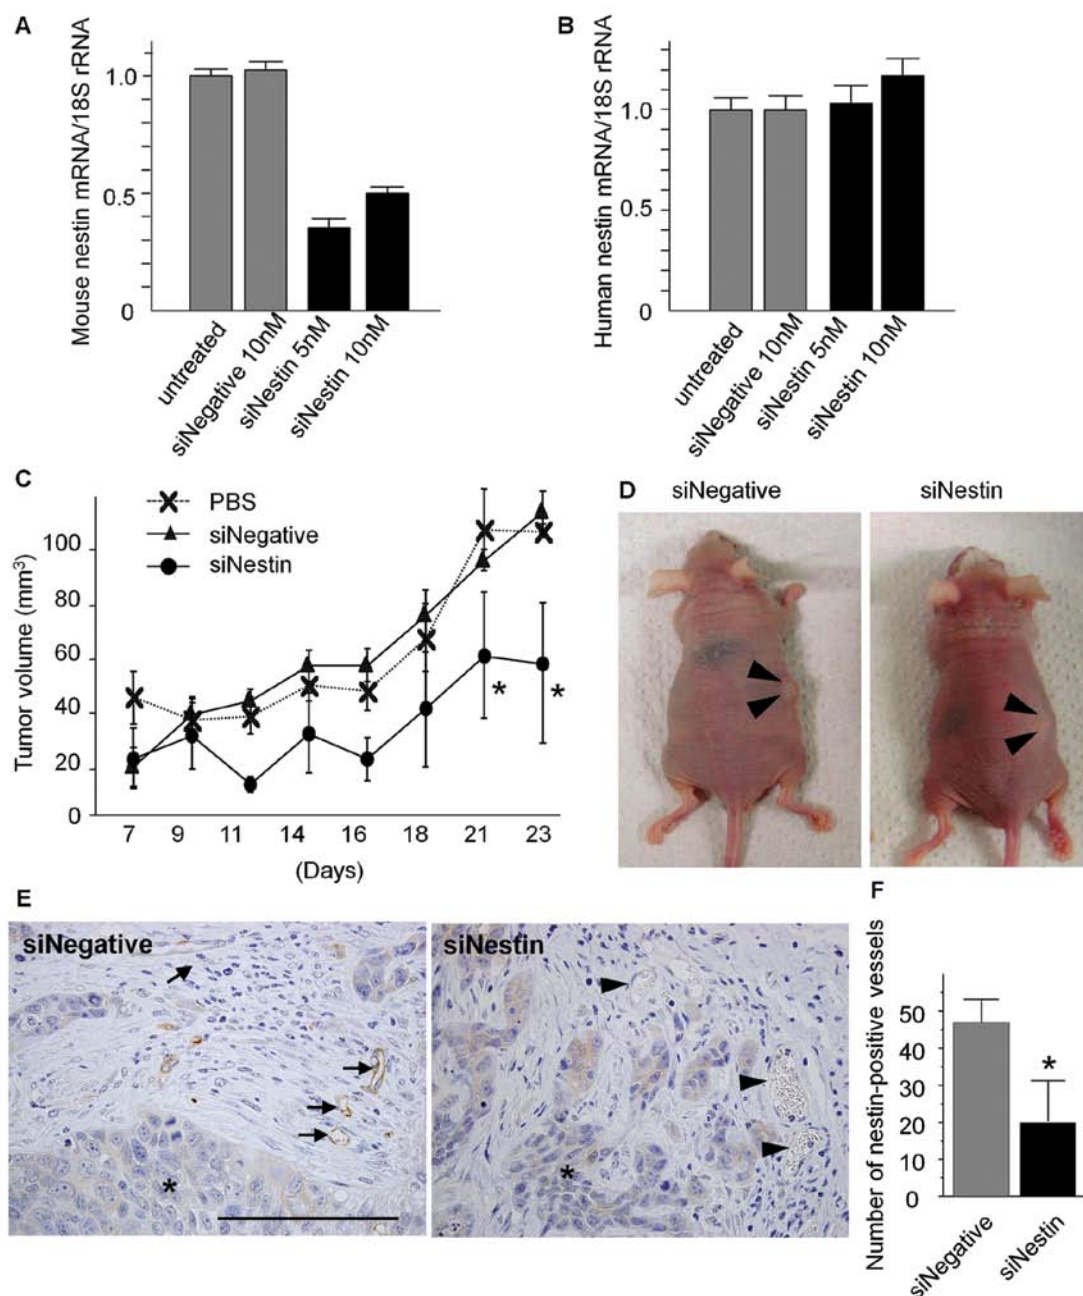 A
Mouse nestin mRNA/18S rRNA
1.0
0.5
0
untreated
siNegative 10nM
siNestin 5nM
siNestin 10nM
B
Human nestin mRNA/18S rRNA
1.0
0.5
0
untreated
siNegative 10nM
siNestin 5nM
siNestin 10nM
C
PBS
siNegative
siNestin
Tumor volume (mm³)
100
80
60
40
20
0
* *
7 9 11 14 16 18 21 23
(Days)
D
siNegative
siNestin
E
siNegative
*
siNestin
*
F
Number of nestin-positive vessels
50
40
30
20
10
0
*
siNegative
siNestin